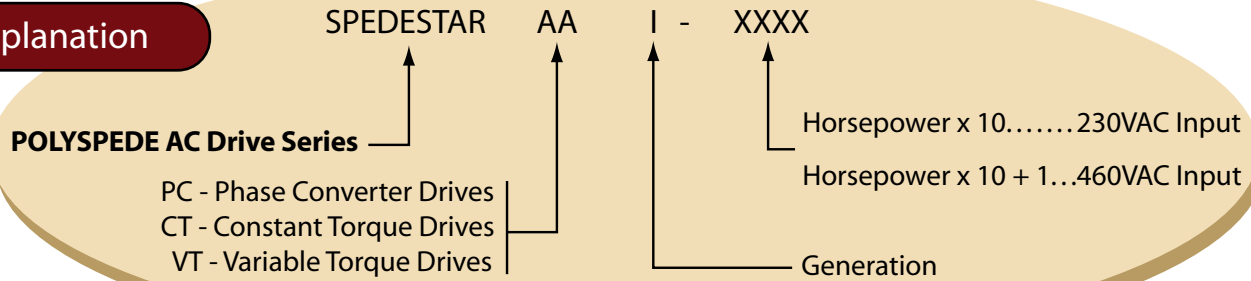 planation
SPEDESTAR AA I - XXXX
POLYSPEDE AC Drive Series
Horsepower x 10.......230VAC Input
Horsepower x 10 + 1...460VAC Input
PC - Phase Converter Drives
CT - Constant Torque Drives
VT - Variable Torque Drives
Generation